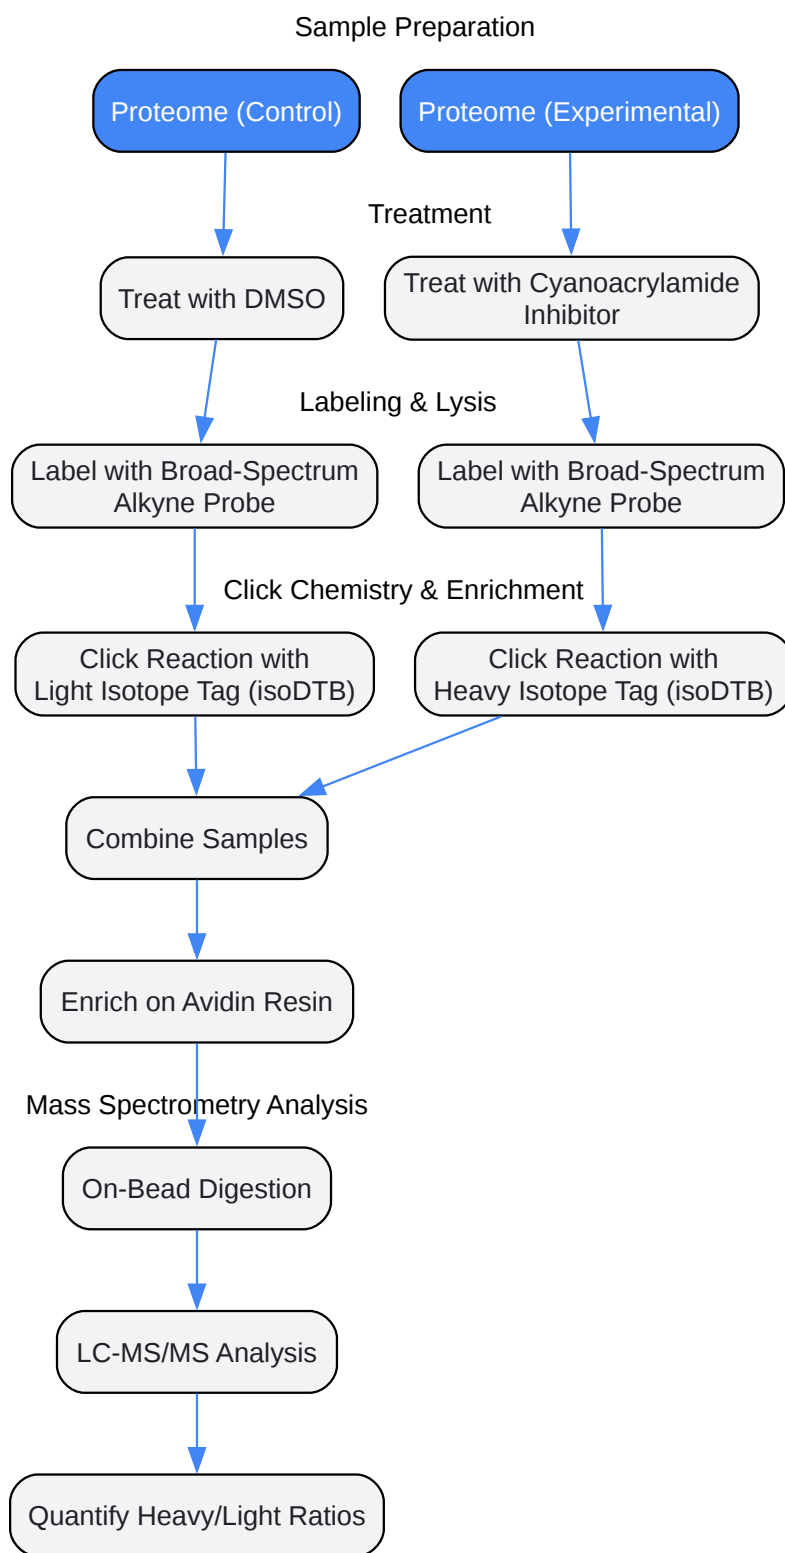 Sample Preparation
Proteome (Control)
Proteome (Experimental)
Treatment
Treat with DMSO
Treat with Cyanoacrylamide
Inhibitor
Labeling & Lysis
Label with Broad-Spectrum
Alkyne Probe
Label with Broad-Spectrum
Alkyne Probe
Click Chemistry & Enrichment
Click Reaction with
Light Isotope Tag (isoDTB)
Click Reaction with
Heavy Isotope Tag (isoDTB)
Combine Samples
Enrich on Avidin Resin
Mass Spectrometry Analysis
On-Bead Digestion
LC-MS/MS Analysis
Quantify Heavy/Light Ratios